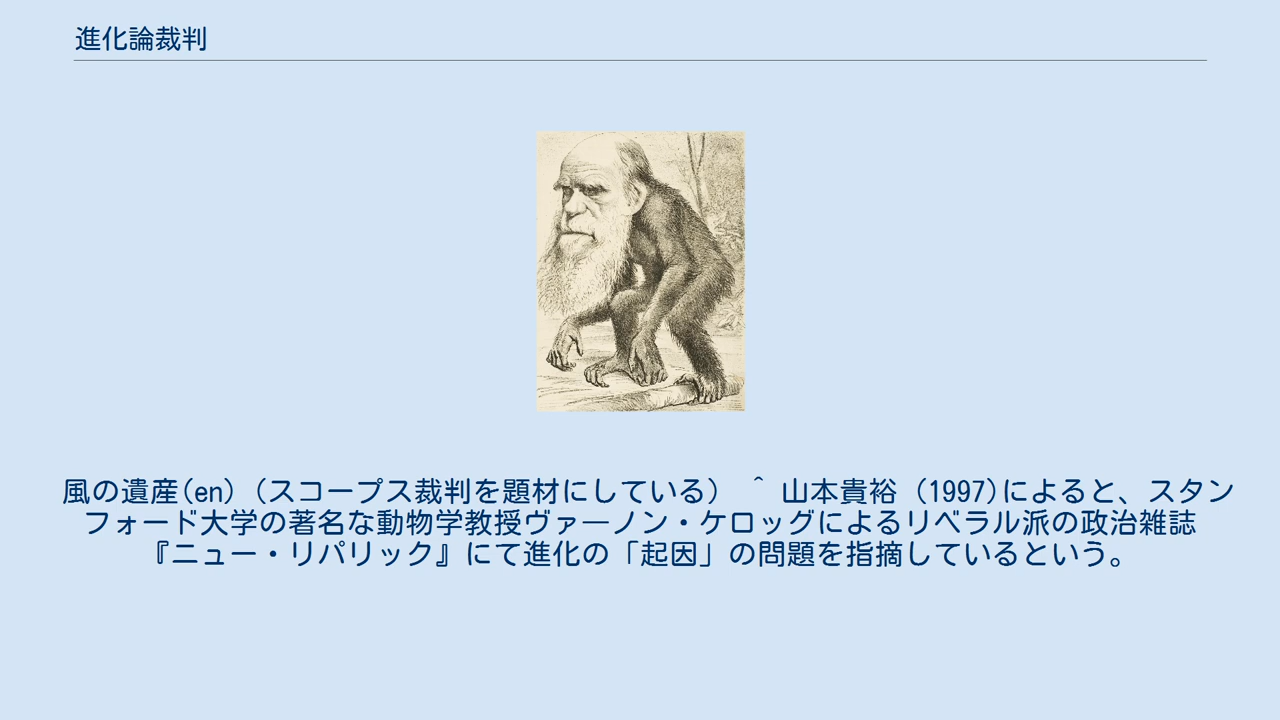 進化論裁判
風の遺産(en) (スコープス裁判を題材にしている) ^ 山本貴裕 (1997)によると、スタン
フォード大学の著名な動物学教授ヴァーノン・ケロッグによるリベラル派の政治雑誌
『ニュー・リパリック』にて進化の「起因」の問題を指摘しているという。